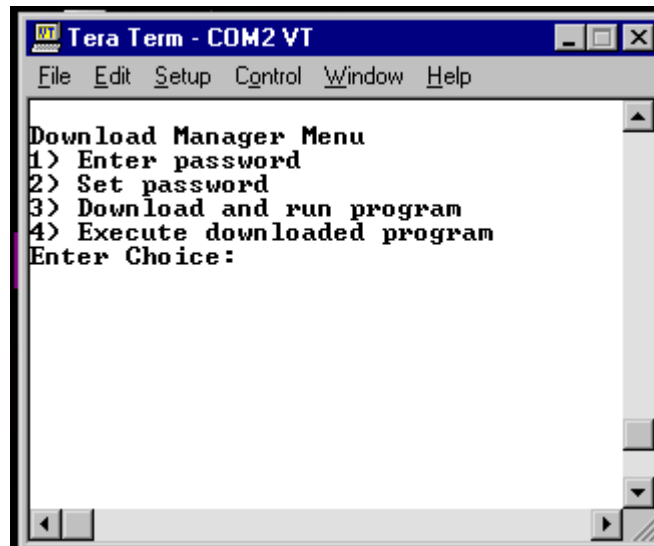 Tera Term - COM2 VT
File Edit Setup Control Window Help
Download Manager Menu
1) Enter password
2) Set password
3) Download and run program
4) Execute downloaded program
Enter Choice: